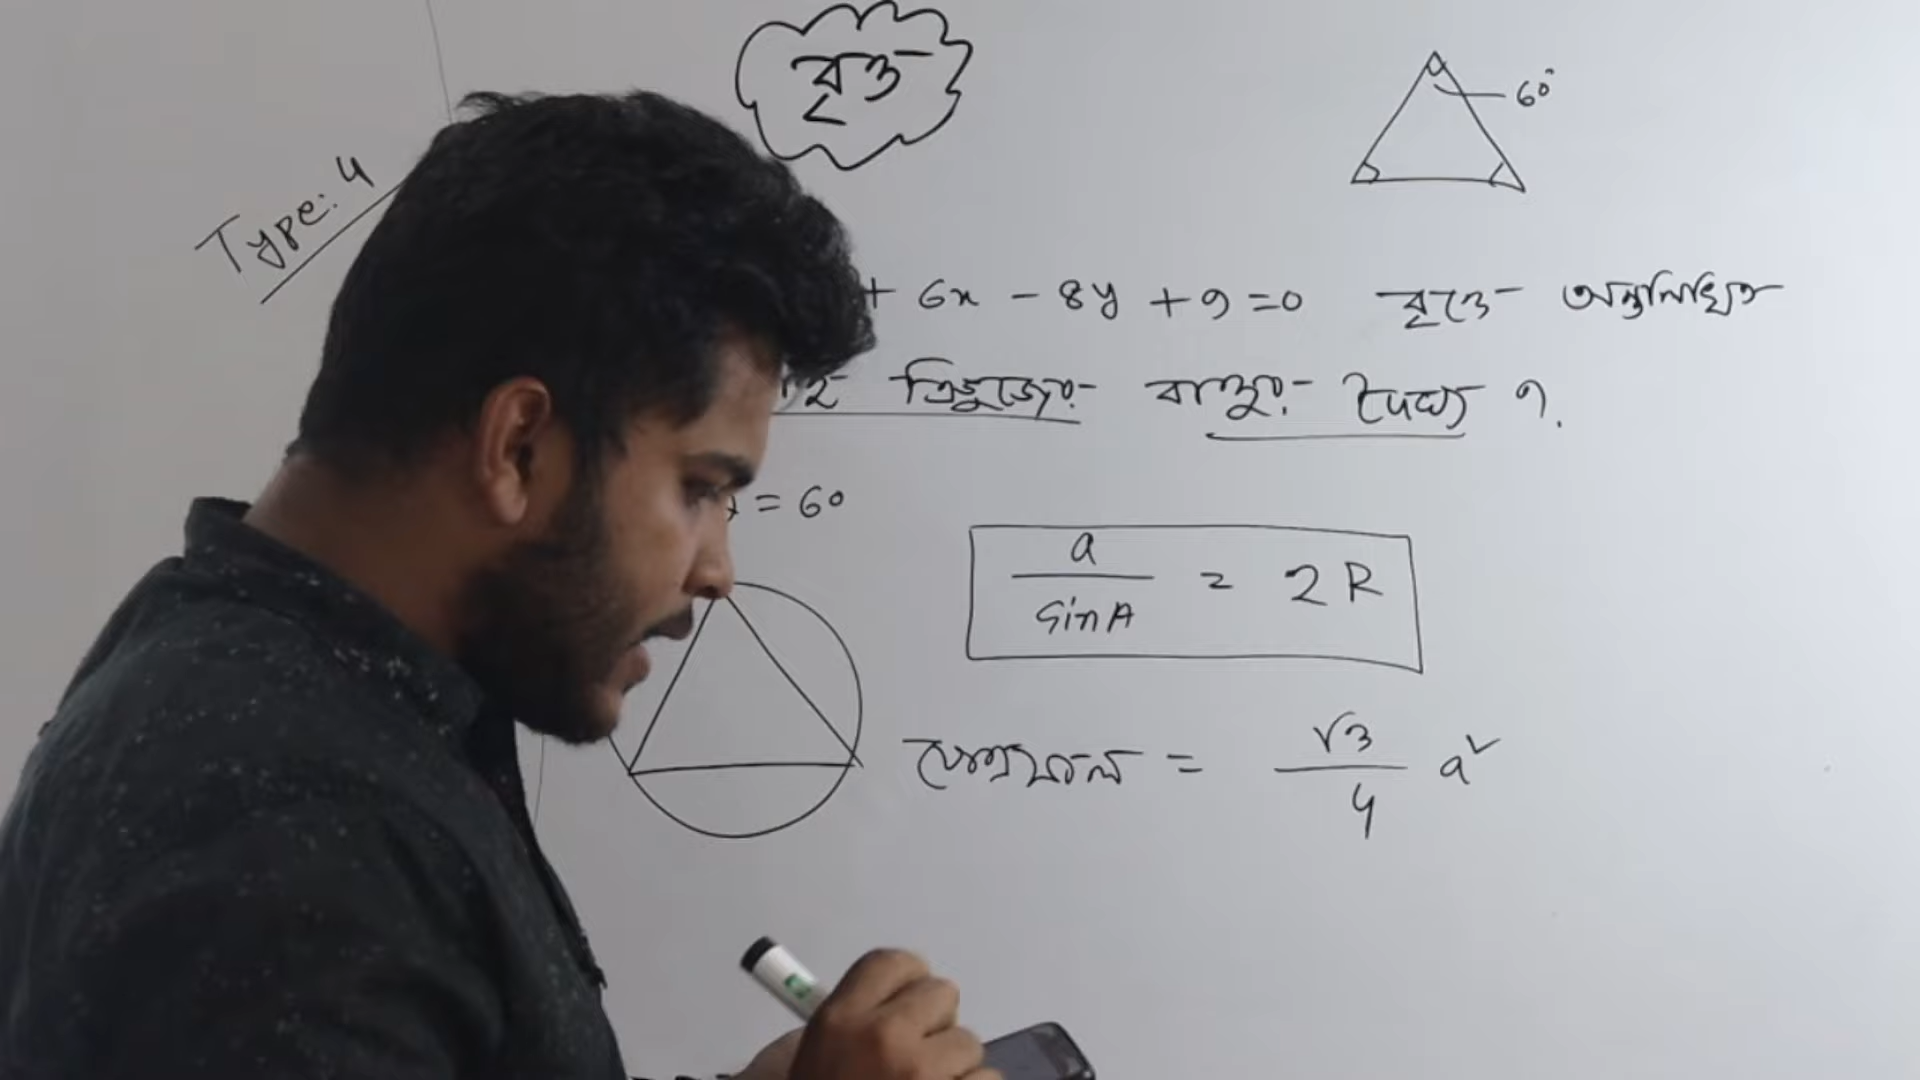 বৃত্ত
Type: 4
60°
+ 6x - 8y + 9 = 0 বৃত্তে অন্তর্লিখিত
ত্রিভুজের বাহুর দৈর্ঘ্য ?
= 60
a / sinA = 2R
ক্ষেত্রফল = √3 / 4 a²